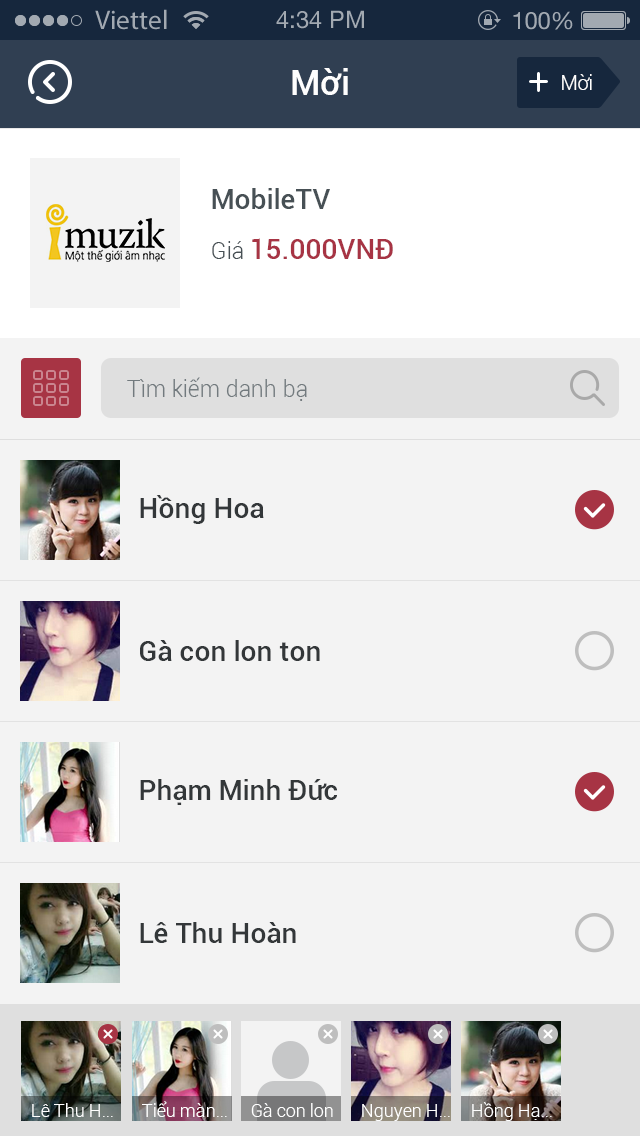 Viettel 4:34 PM 100%
Mời
+ Mời
imuzik
Một thế giới âm nhạc
MobileTV
Giá 15.000VNĐ
Tìm kiếm danh bạ
Hồng Hoa
Gà con lon ton
Phạm Minh Đức
Lê Thu Hoàn
Lê Thu H... Tiểu màn... Gà con lon Nguyen H... Hồng Hạ...